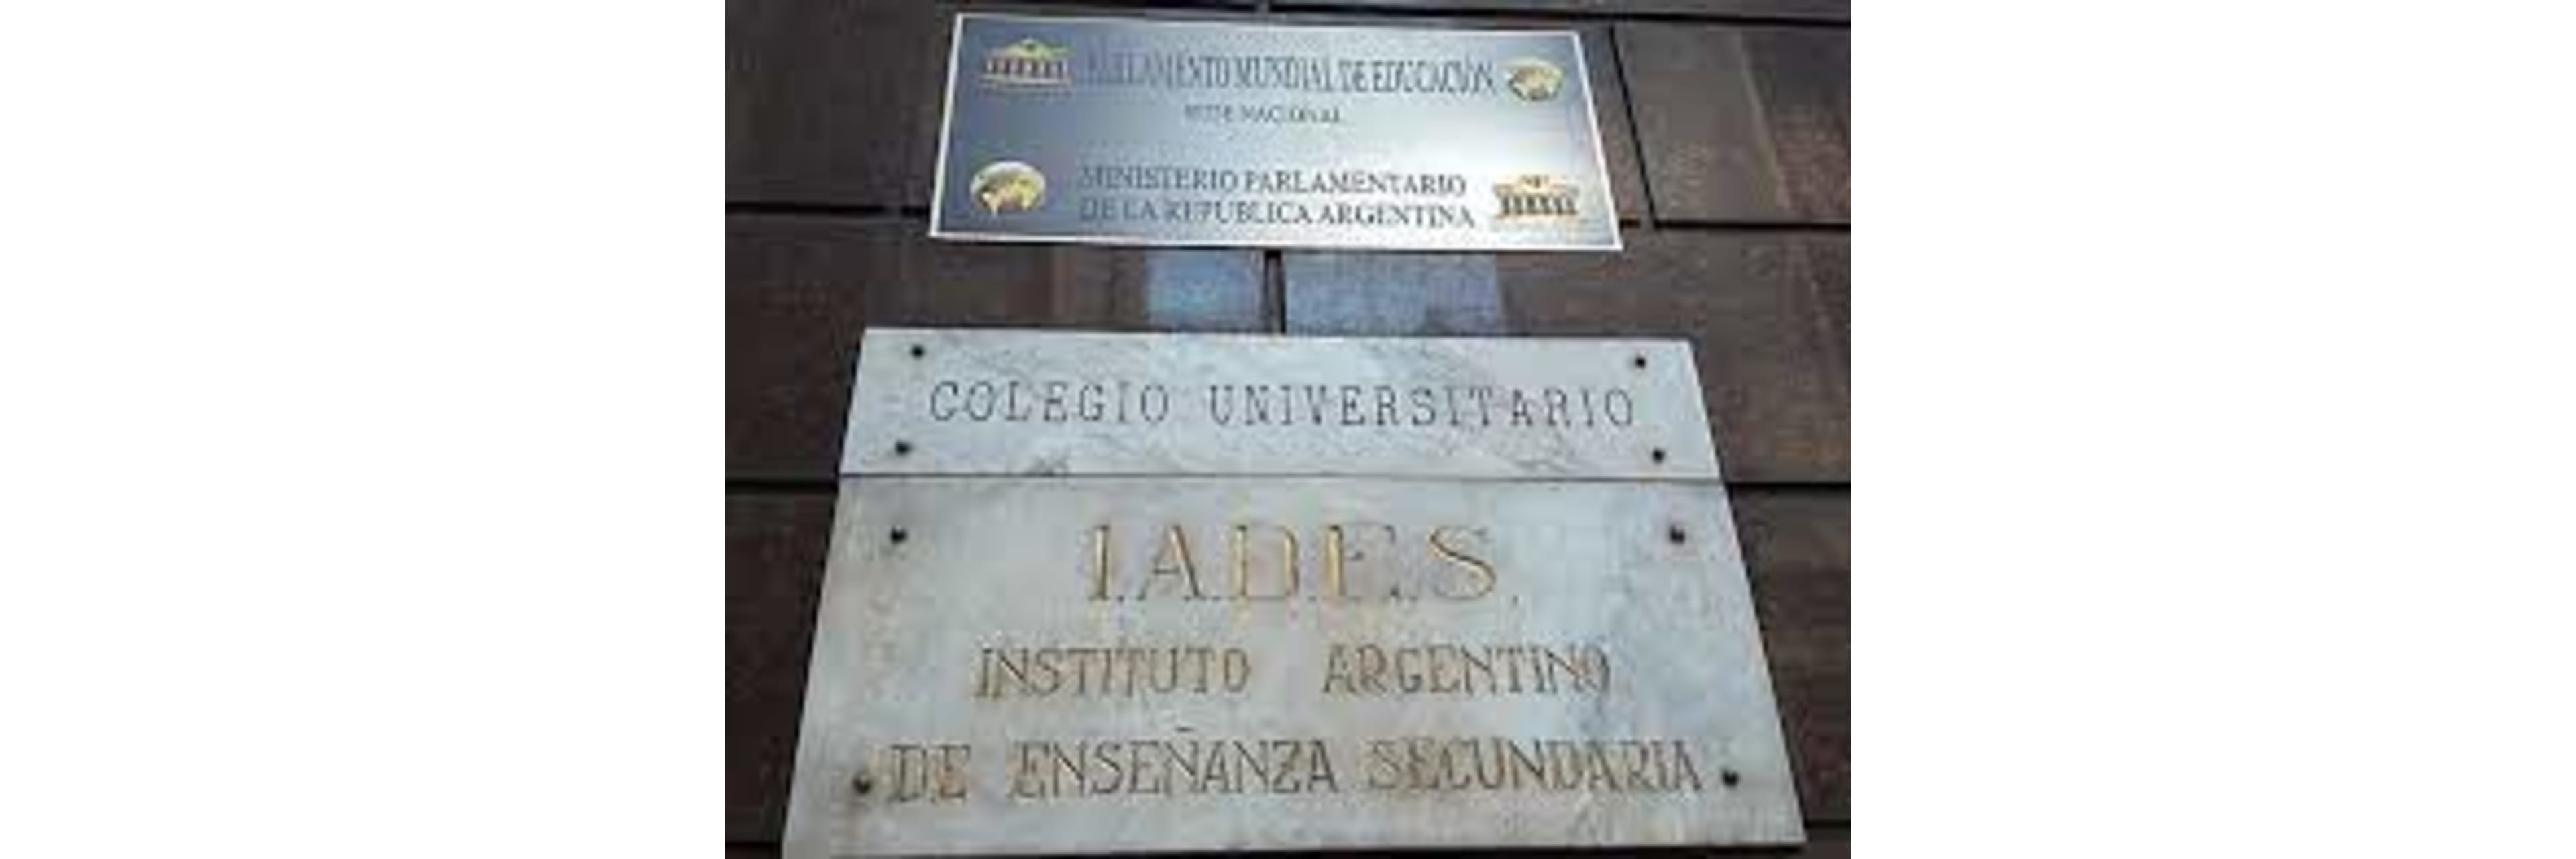 PARLAMENTO MUNDIAL DE EDUCACIÓN
SEDE NACIONAL
MINISTERIO PARLAMENTARIO
DE LA REPUBLICA ARGENTINA
COLEGIO UNIVERSITARIO
I.A.D.E.S.
INSTITUTO ARGENTINO
DE ENSEÑANZA SECUNDARIA